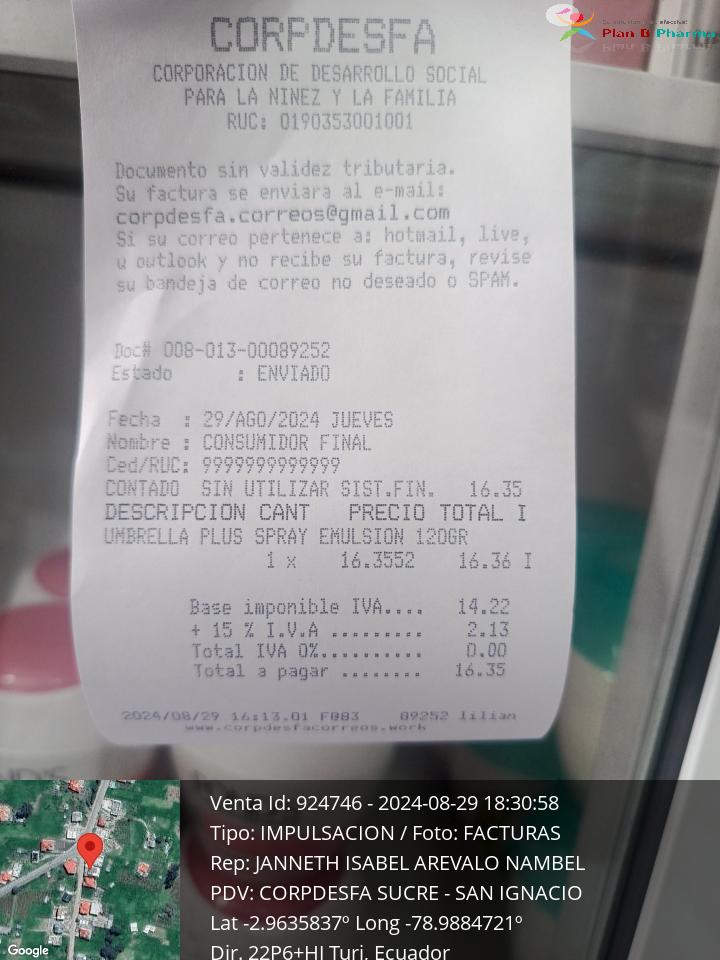 Plan B Pharma
CORPDESFA
CORPORACION DE DESARROLLO SOCIAL
PARA LA NINEZ Y LA FAMILIA
RUC: 0190353001001
Documento sin validez tributaria.
Su factura se enviara al e-mail:
corpdesfa.correos@gmail.com
Si su correo pertenece a: hotmail, live,
u outlook y no recibe su factura, revise
su bandeja de correo no deseado o SPAM.
Doc# 008-013-00089252
Estado : ENVIADO
Fecha : 29/AGO/2024 JUEVES
Nombre : CONSUMIDOR FINAL
Ced/RUC: 9999999999999
CONTADO SIN UTILIZAR SIST.FIN. 16.35
DESCRIPCION CANT PRECIO TOTAL I
UMBRELLA PLUS SPRAY EMULSION 120GR
1 x 16.3552 16.36 I
Base imponible IVA.... 14.22
+ 15 % I.V.A ......... 2.13
Total IVA 0%.......... 0.00
Total a pagar ........ 16.35
2024/08/29 16:13.01 F083 89252 lilian
www.corpdesfacorreos.work
Venta Id: 924746 - 2024-08-29 18:30:58
Tipo: IMPULSACION / Foto: FACTURAS
Rep: JANNETH ISABEL AREVALO NAMBEL
PDV: CORPDESFA SUCRE - SAN IGNACIO
Lat -2.9635837º Long -78.9884721º
Dir. 22P6+HJ Turi, Ecuador
Google